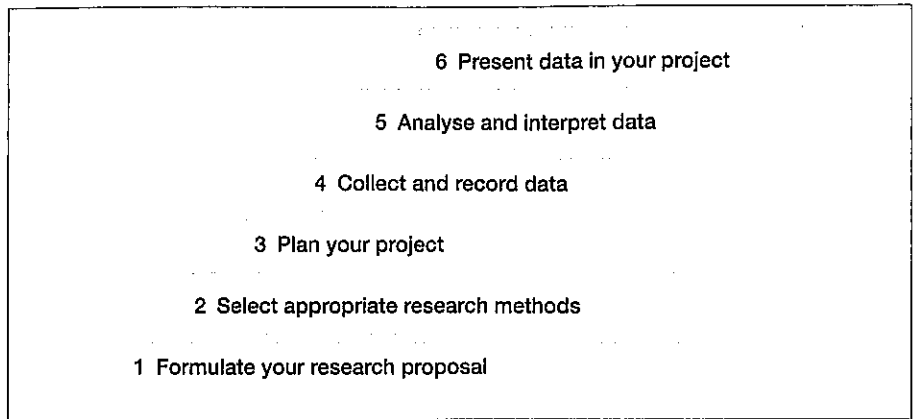 6 Present data in your project
5 Analyse and interpret data
4 Collect and record data
3 Plan your project
2 Select appropriate research methods
1 Formulate your research proposal